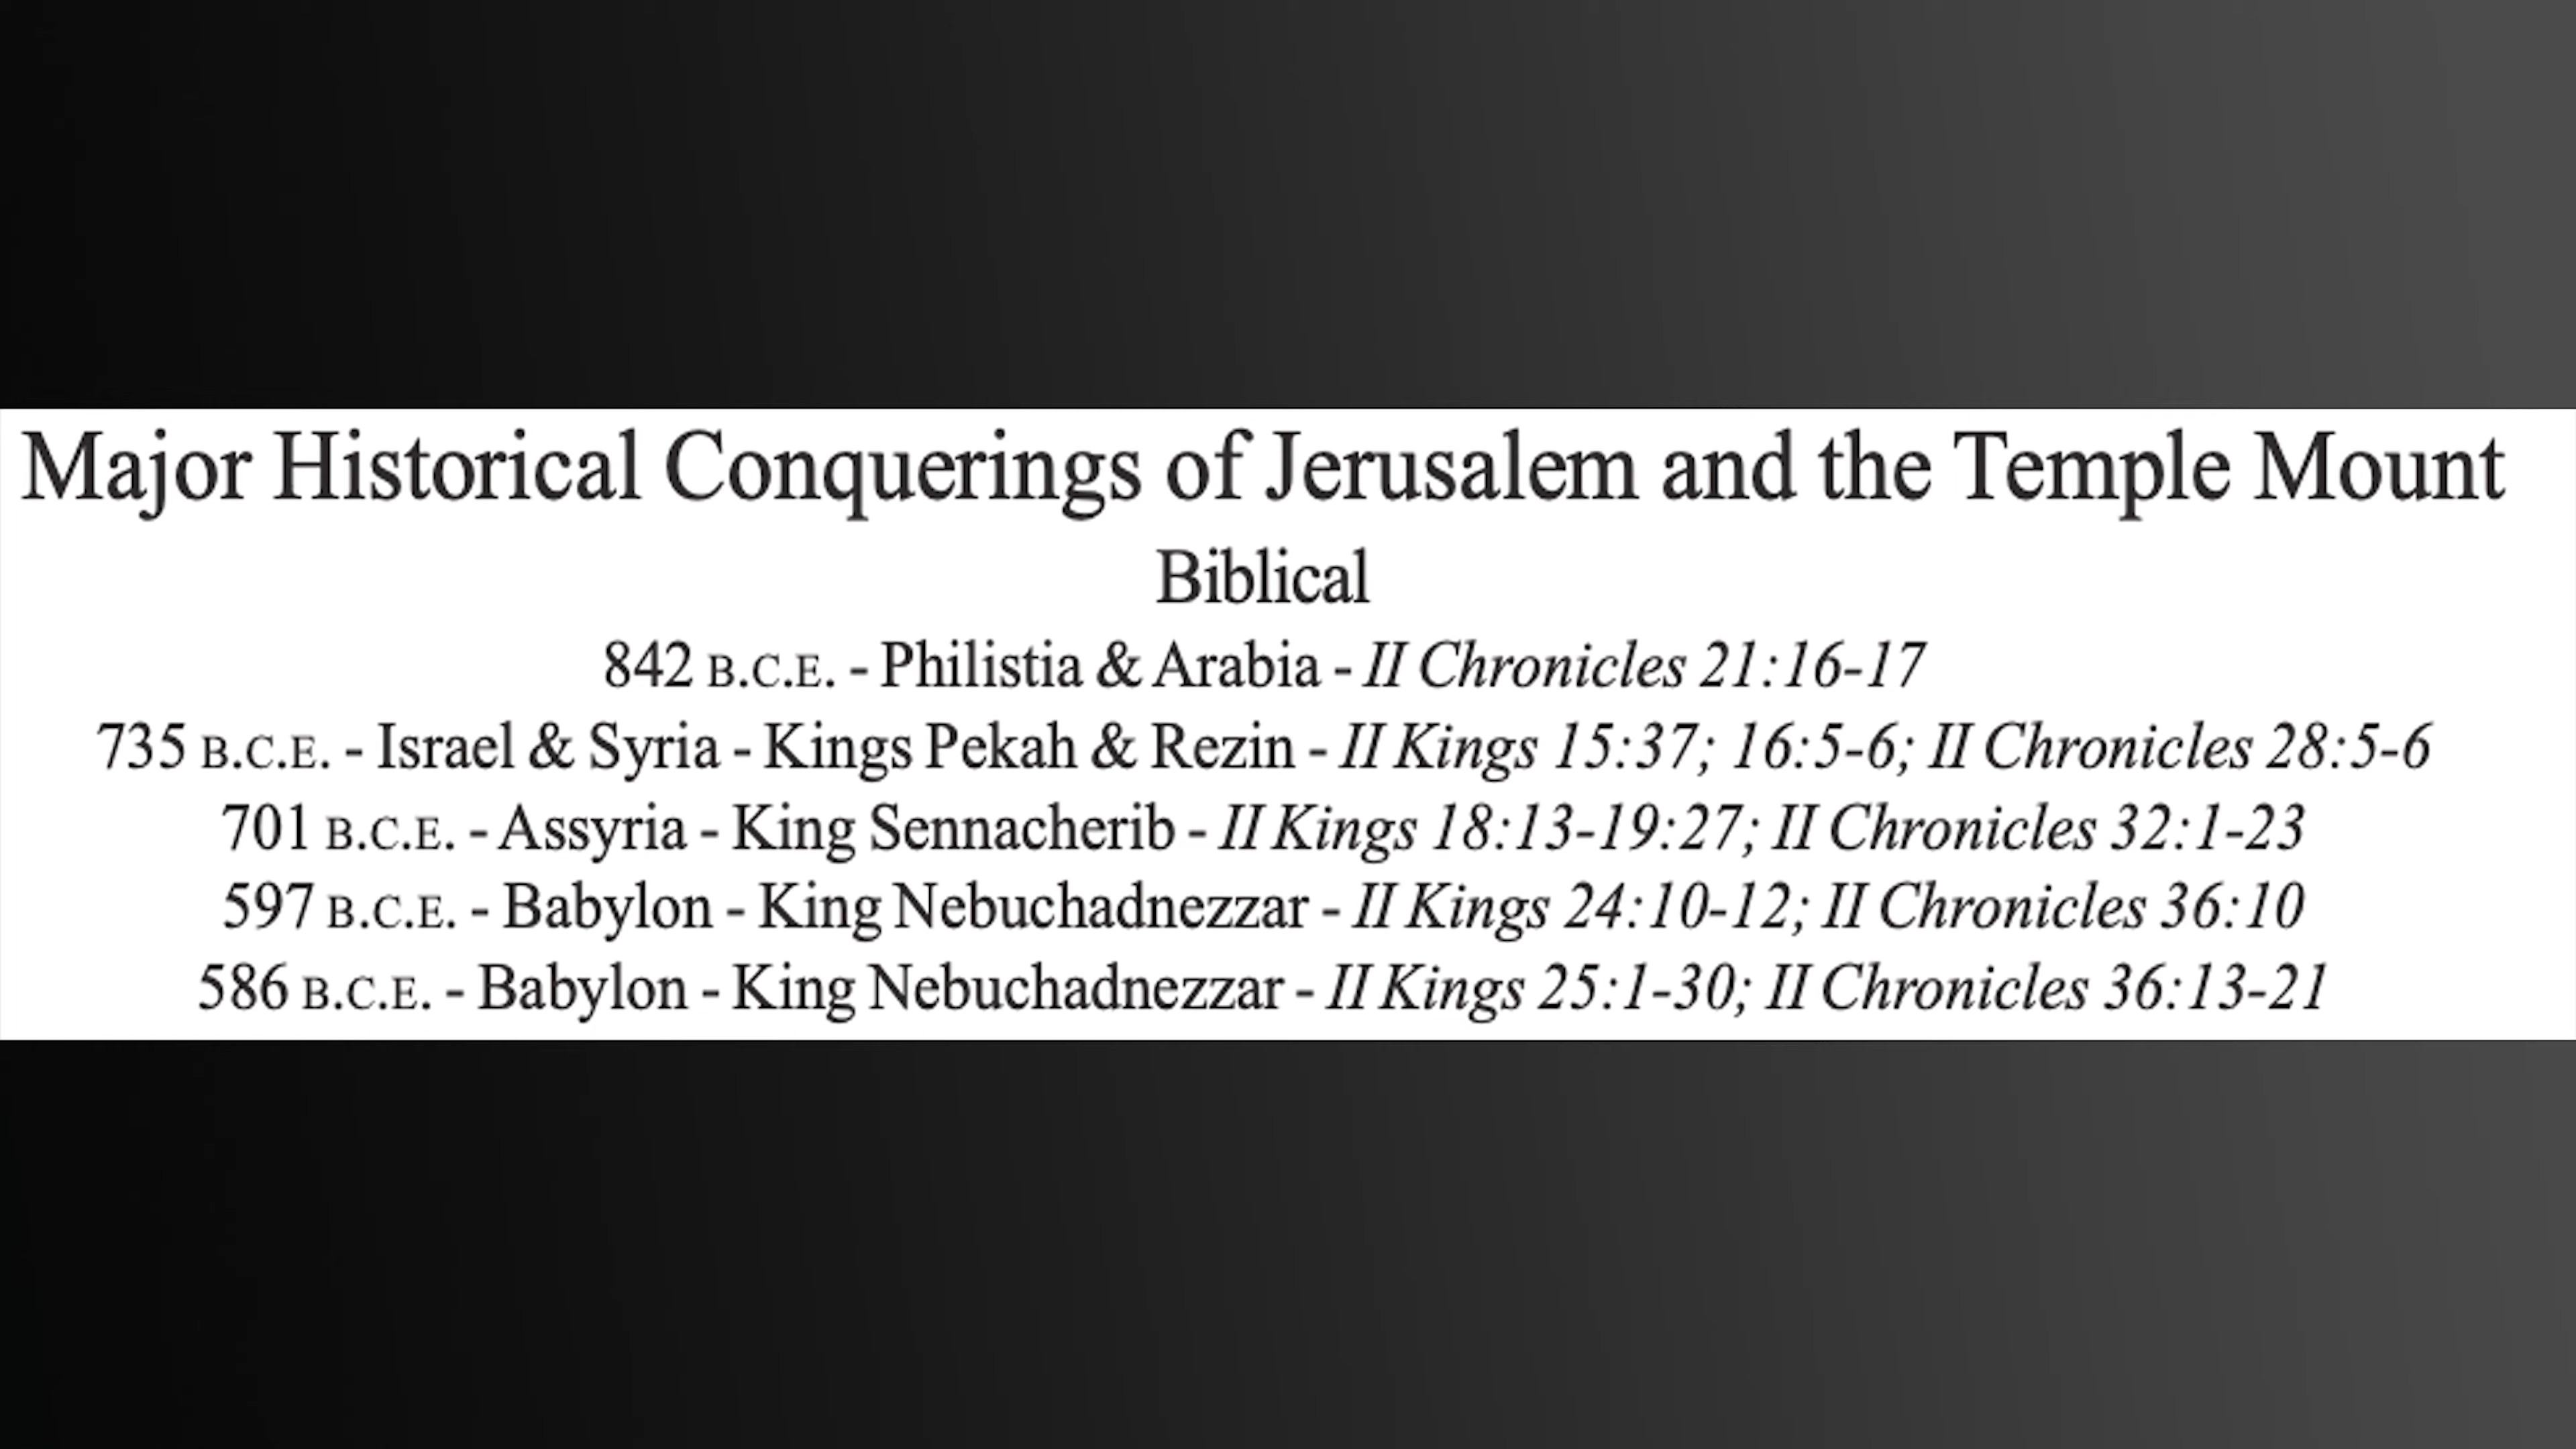 Major Historical Conquerings of Jerusalem and the Temple Mount
Biblical
842 B.C.E. - Philistia & Arabia - II Chronicles 21:16-17
735 B.C.E. - Israel & Syria - Kings Pekah & Rezin - II Kings 15:37; 16:5-6; II Chronicles 28:5-6
701 B.C.E. - Assyria - King Sennacherib - II Kings 18:13-19:27; II Chronicles 32:1-23
597 B.C.E. - Babylon - King Nebuchadnezzar - II Kings 24:10-12; II Chronicles 36:10
586 B.C.E. - Babylon - King Nebuchadnezzar - II Kings 25:1-30; II Chronicles 36:13-21